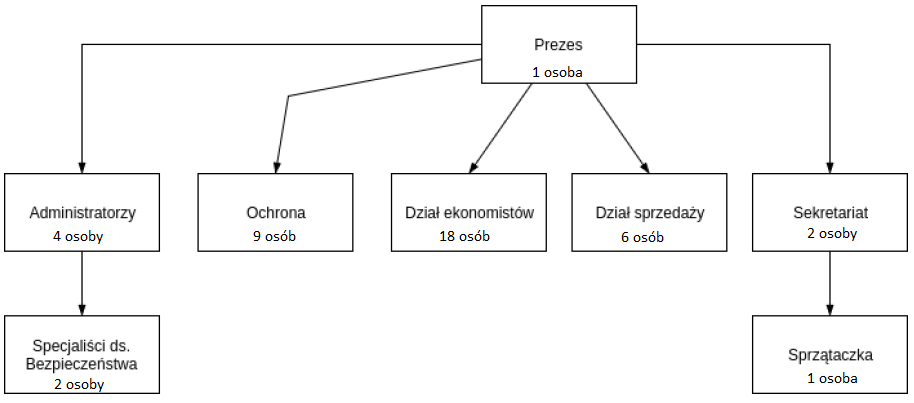 Prezes
1 osoba
Administratorzy
4 osoby
Ochrona
9 osób
Dział ekonomistów
18 osób
Dział sprzedaży
6 osób
Sekretariat
2 osoby
Specjaliści ds.
Bezpieczeństwa
2 osoby
Sprzątaczka
1 osoba